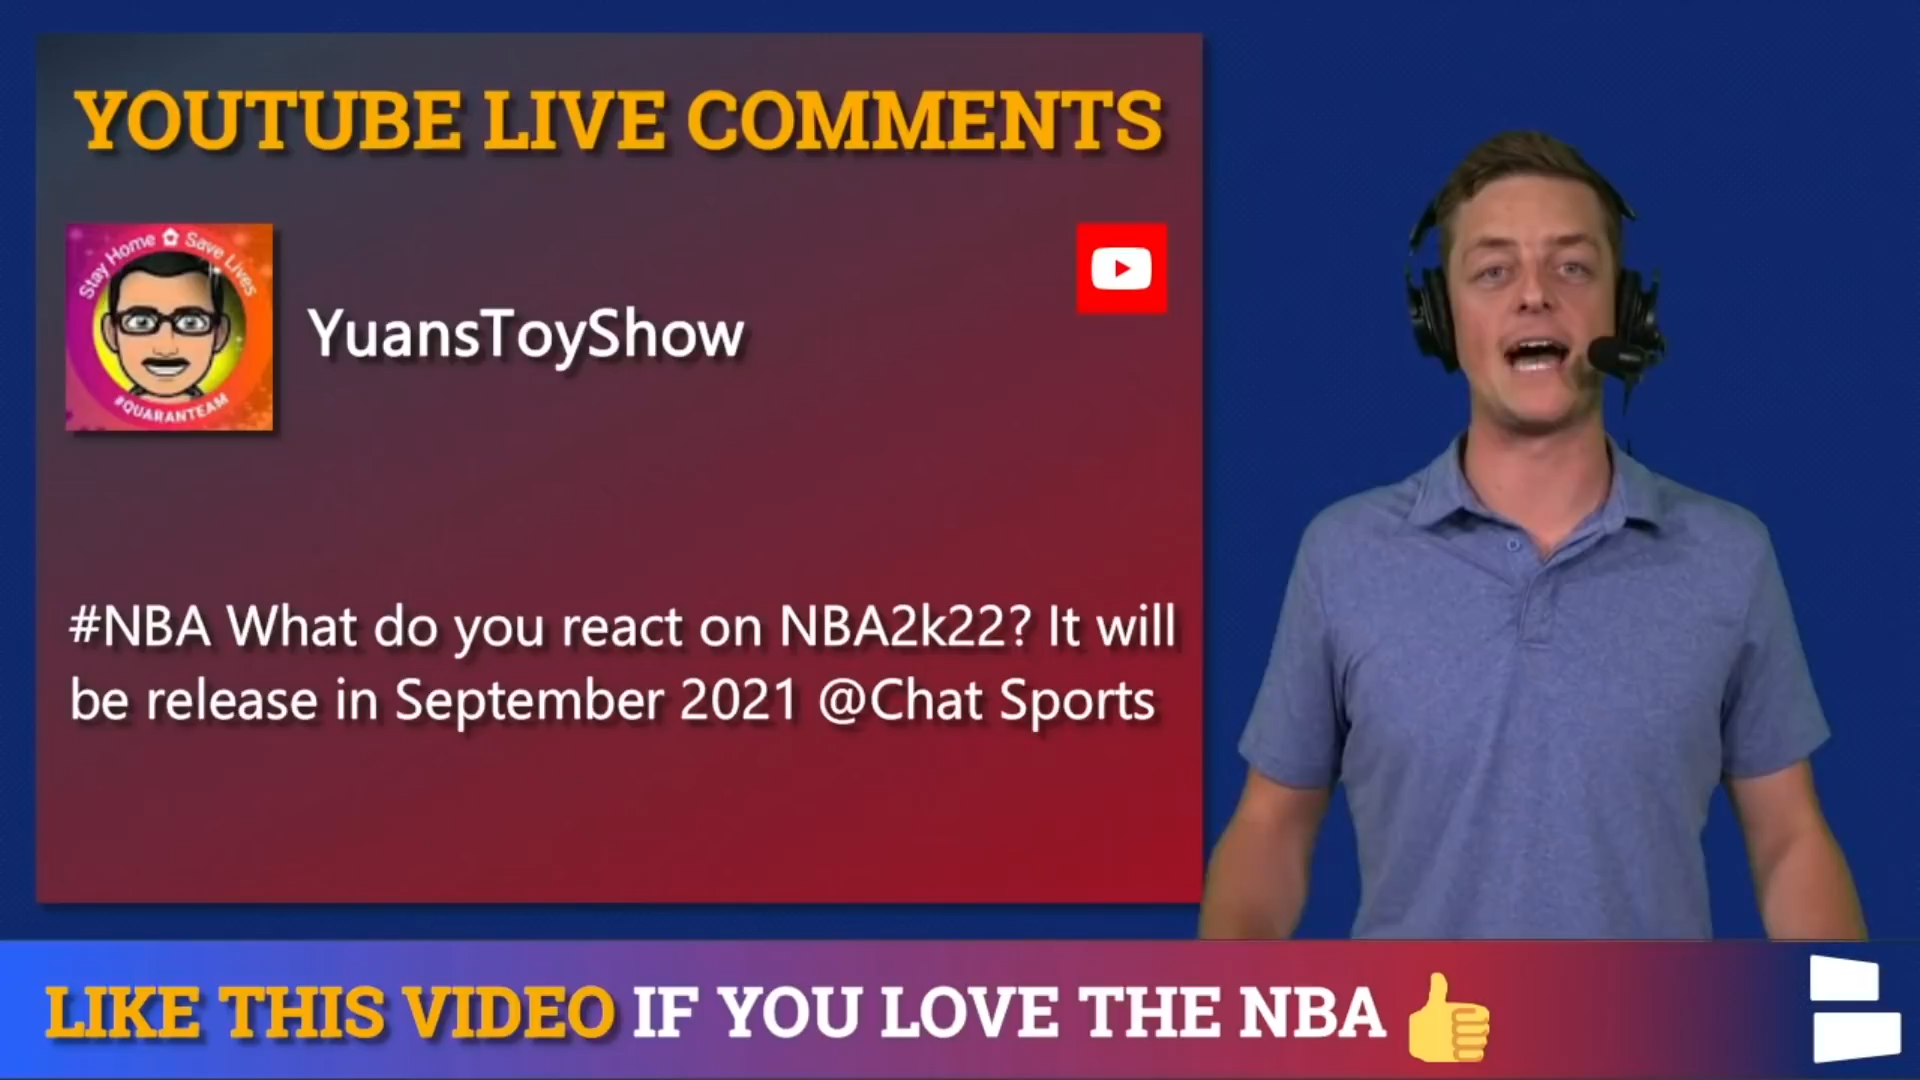 YOUTUBE LIVE COMMENTS
Stay Home Save Lives
#QUARANTEAM
YuansToyShow
#NBA What do you react on NBA2k22? It will
be release in September 2021 @Chat Sports
LIKE THIS VIDEO IF YOU LOVE THE NBA